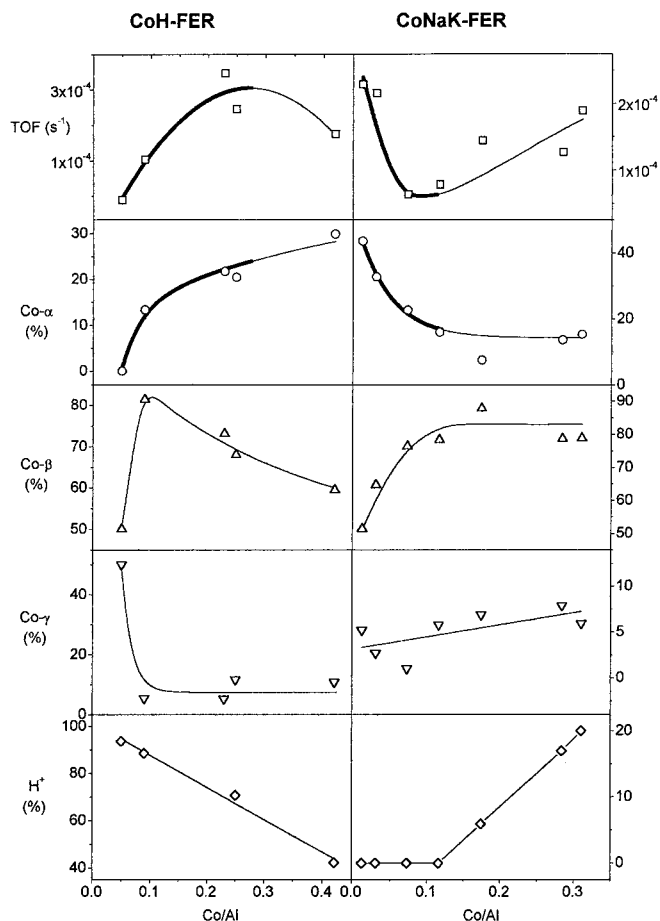 CoH-FER CoNaK-FER
3x10⁻⁴
TOF (s⁻¹)
1x10⁻⁴
2x10⁻⁴
1x10⁻⁴
30
20
Co-α
(%)
10
0
40
20
0
80
70
Co-β
(%)
60
50
90
80
70
60
50
40
Co-γ
(%)
20
0
10
5
0
100
80
H⁺
(%)
60
40
20
10
0
0.0 0.1 0.2 0.3 0.4 0.0 0.1 0.2 0.3
Co/Al Co/Al